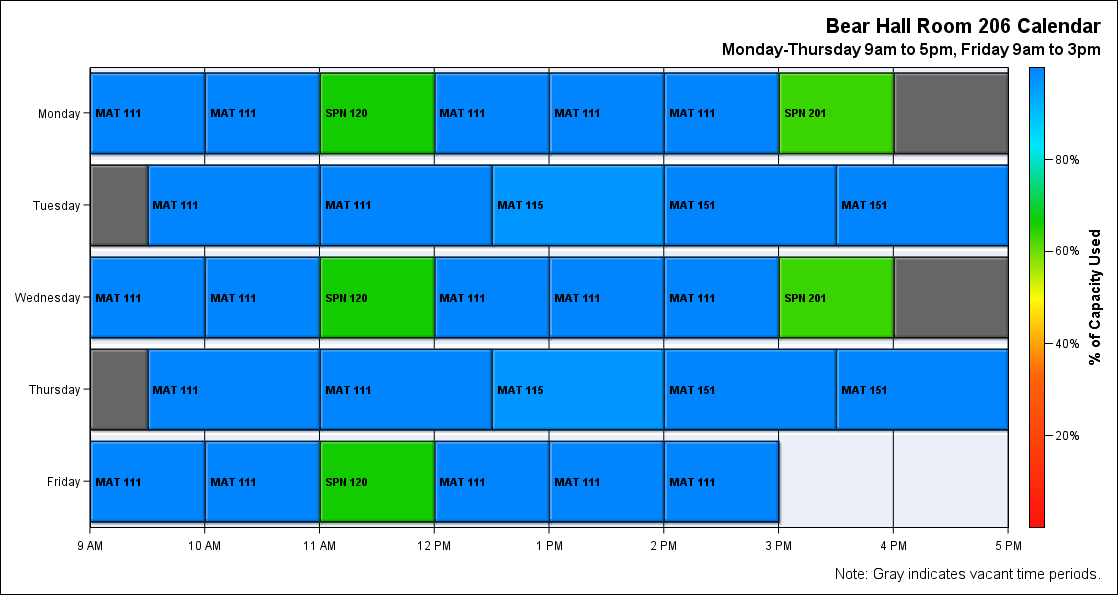 Bear Hall Room 206 Calendar
Monday-Thursday 9am to 5pm, Friday 9am to 3pm
Monday MAT 111 MAT 111 SPN 120 MAT 111 MAT 111 MAT 111 SPN 201
Tuesday MAT 111 MAT 111 MAT 115 MAT 151 MAT 151
Wednesday MAT 111 MAT 111 SPN 120 MAT 111 MAT 111 MAT 111 SPN 201
Thursday MAT 111 MAT 111 MAT 115 MAT 151 MAT 151
Friday MAT 111 MAT 111 SPN 120 MAT 111 MAT 111 MAT 111
9 AM 10 AM 11 AM 12 PM 1 PM 2 PM 3 PM 4 PM 5 PM
80%
60%
40%
20%
% of Capacity Used
Note: Gray indicates vacant time periods.